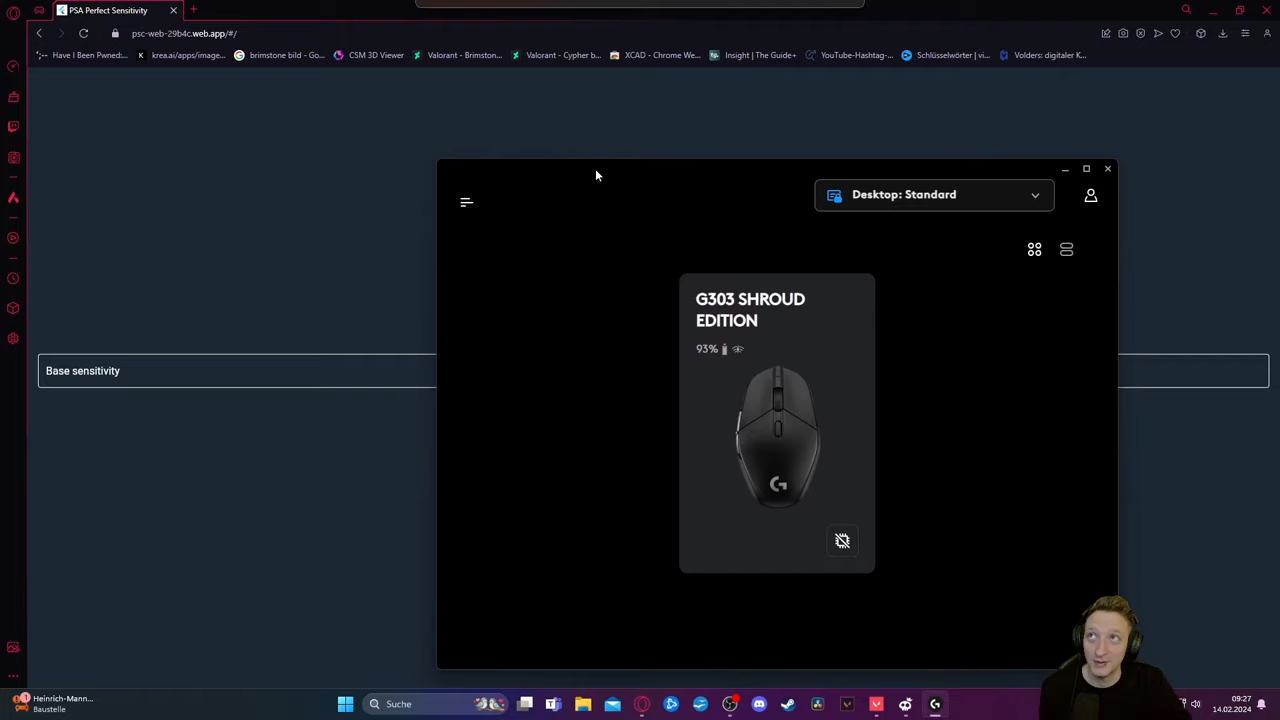 PSA Perfect Sensitivity
psc-web-29b4c.web.app/#/
Have I Been Pwned:...
krea.ai/apps/image...
brimstone bild - Go...
CSM 3D Viewer
Valorant - Brimston...
Valorant - Cypher b...
XCAD - Chrome We...
Insight | The Guide+
YouTube-Hashtag-...
Schlüsselwörter | vi...
Volders: digitaler K...
Desktop: Standard
G303 SHROUD
EDITION
93%
Base sensitivity
1
Heinrich-Mann...
Baustelle
Suche
09:27
14.02.2024